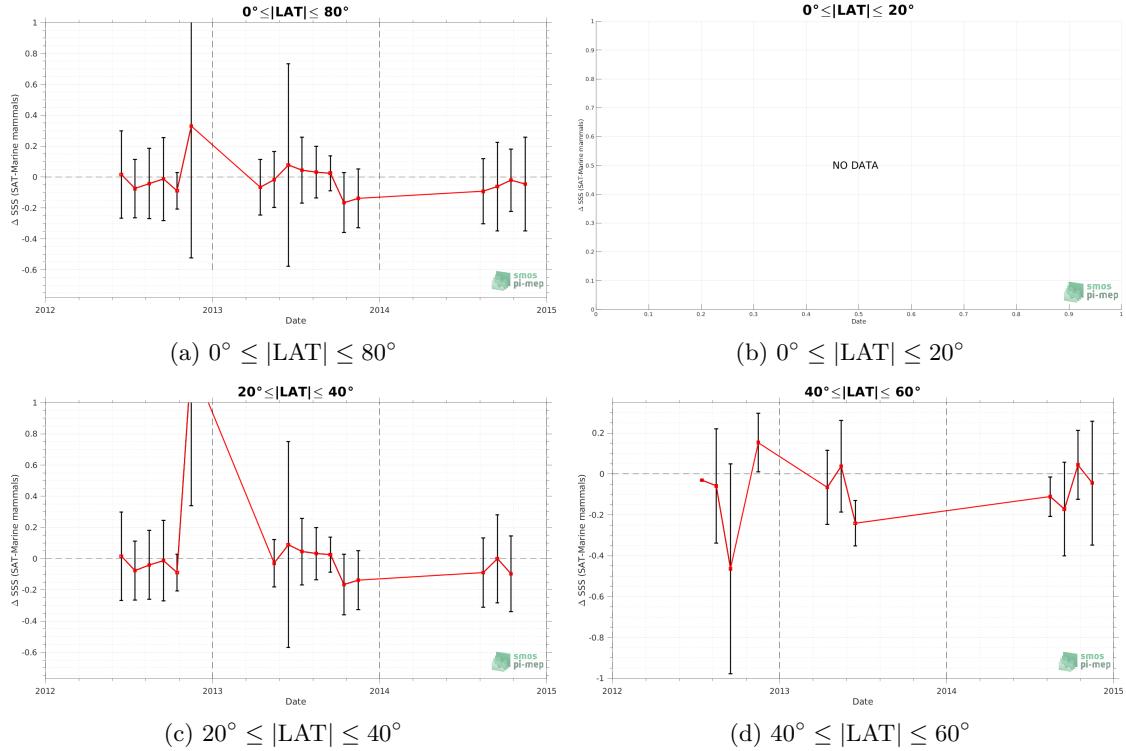 0°≤|LAT|≤ 80°
Δ SSS (SAT-Marine mammals)
1
0.8
0.6
0.4
0.2
0
-0.2
-0.4
-0.6
2012
2013
2014
2015
Date
smos
pi-mep
(a) 0° ≤ |LAT| ≤ 80°
0°≤|LAT|≤ 20°
Δ SSS (SAT-Marine mammals)
1
0.9
0.8
0.7
0.6
0.5
0.4
0.3
0.2
0.1
0
NO DATA
0
0.1
0.2
0.3
0.4
0.5
0.6
0.7
0.8
0.9
1
Date
smos
pi-mep
(b) 0° ≤ |LAT| ≤ 20°
20°≤|LAT|≤ 40°
Δ SSS (SAT-Marine mammals)
1
0.8
0.6
0.4
0.2
0
-0.2
-0.4
-0.6
2012
2013
2014
2015
Date
smos
pi-mep
(c) 20° ≤ |LAT| ≤ 40°
40°≤|LAT|≤ 60°
Δ SSS (SAT-Marine mammals)
0.2
0
-0.2
-0.4
-0.6
-0.8
-1
2012
2013
2014
2015
Date
smos
pi-mep
(d) 40° ≤ |LAT| ≤ 60°